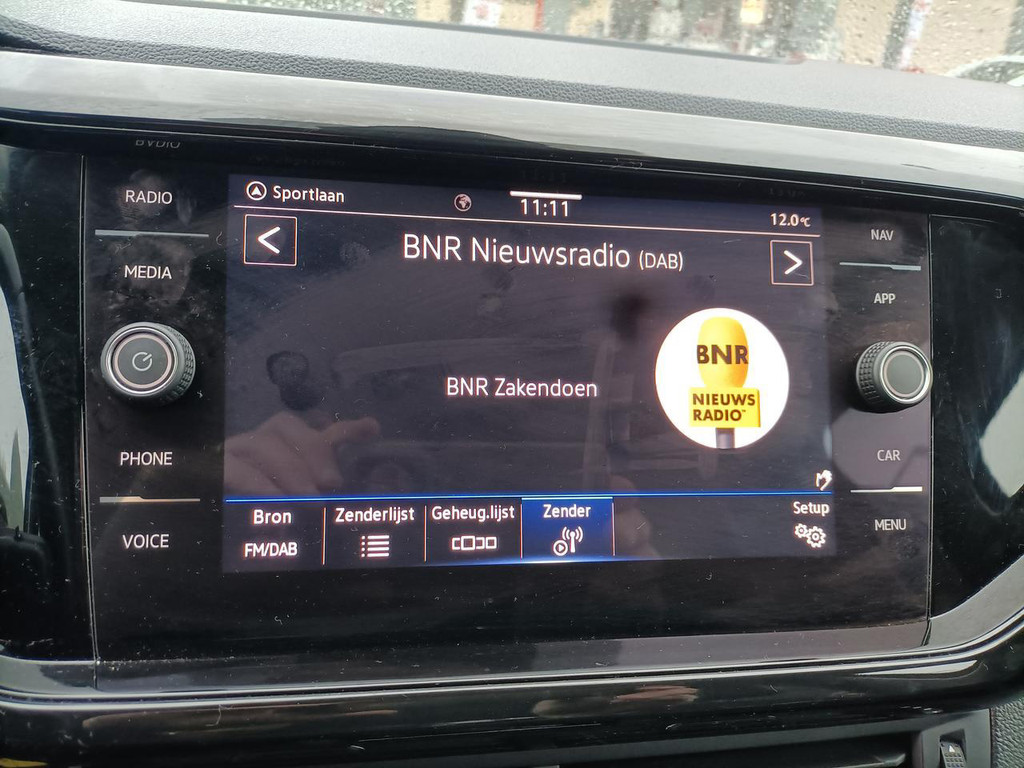 RADIO
MEDIA
PHONE
VOICE
Sportlaan
11:11
12.0°C
BNR Nieuwsradio (DAB)
BNR Zakendoen
BNR
NIEUWS
RADIO™
Bron
FM/DAB
Zenderlijst
Geheug.lijst
Zender
Setup
NAV
APP
CAR
MENU